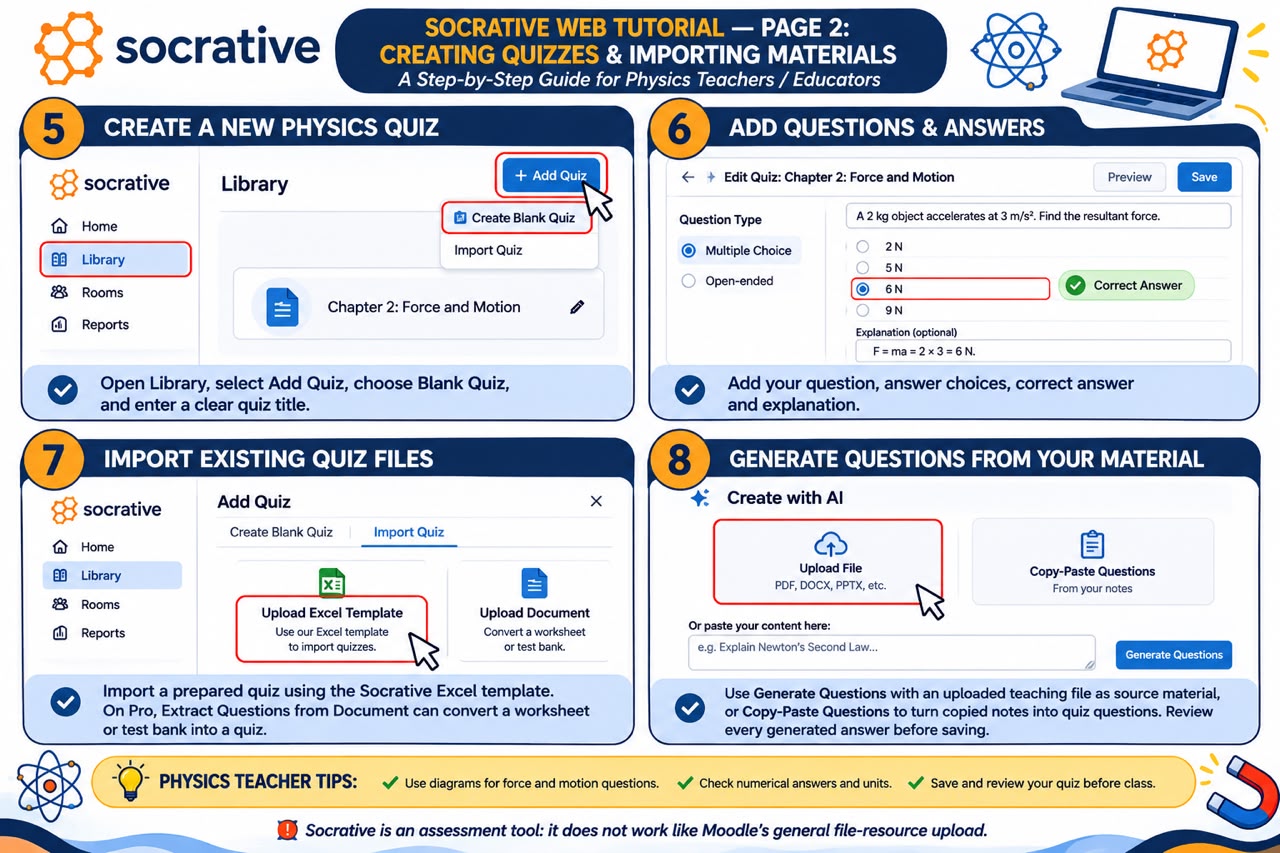 socrative
SOCRATIVE WEB TUTORIAL — PAGE 2:
CREATING QUIZZES & IMPORTING MATERIALS
A Step-by-Step Guide for Physics Teachers / Educators
5
CREATE A NEW PHYSICS QUIZ
socrative
Home
Library
Rooms
Reports
Library
+ Add Quiz
Create Blank Quiz
Import Quiz
Chapter 2: Force and Motion
Open Library, select Add Quiz, choose Blank Quiz,
and enter a clear quiz title.
6
ADD QUESTIONS & ANSWERS
Edit Quiz: Chapter 2: Force and Motion
Preview
Save
Question Type
Multiple Choice
Open-ended
A 2 kg object accelerates at 3 m/s². Find the resultant force.
2 N
5 N
6 N
9 N
Correct Answer
Explanation (optional)
F = ma = 2 × 3 = 6 N.
Add your question, answer choices, correct answer
and explanation.
7
IMPORT EXISTING QUIZ FILES
socrative
Home
Library
Rooms
Reports
Add Quiz
Create Blank Quiz
Import Quiz
Upload Excel Template
Use our Excel template
to import quizzes.
Upload Document
Convert a worksheet
or test bank.
Import a prepared quiz using the Socrative Excel template.
On Pro, Extract Questions from Document can convert a worksheet
or test bank into a quiz.
8
GENERATE QUESTIONS FROM YOUR MATERIAL
Create with AI
Upload File
PDF, DOCX, PPTX, etc.
Copy-Paste Questions
From your notes
Or paste your content here:
e.g. Explain Newton's Second Law...
Generate Questions
Use Generate Questions with an uploaded teaching file as source material,
or Copy-Paste Questions to turn copied notes into quiz questions. Review
every generated answer before saving.
PHYSICS TEACHER TIPS:
Use diagrams for force and motion questions.
Check numerical answers and units.
Save and review your quiz before class.
Socrative is an assessment tool: it does not work like Moodle's general file-resource upload.